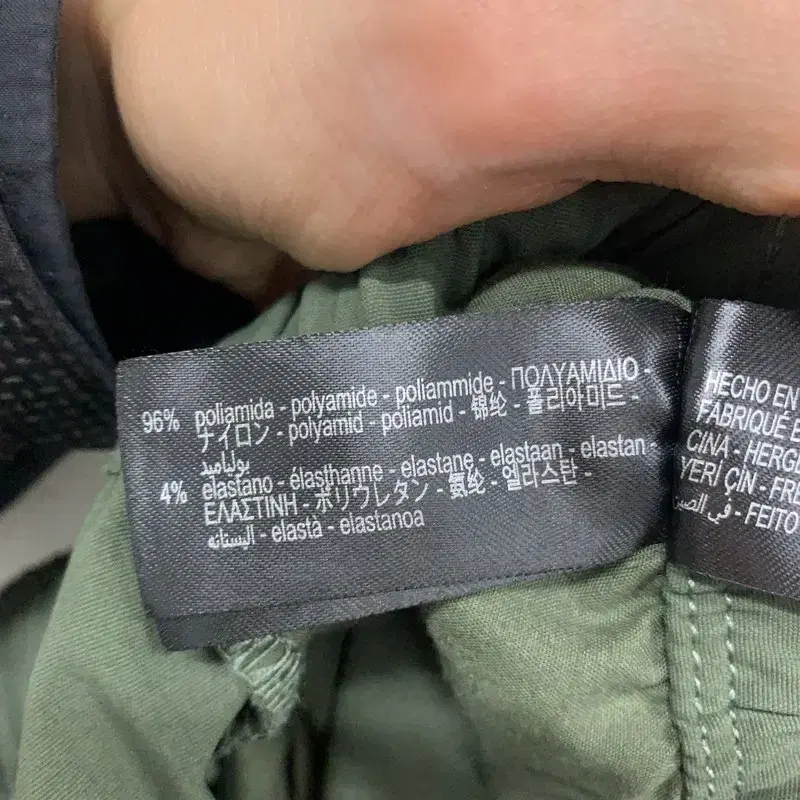 96% poliamida - polyamide - poliammide - ΠΟΛΥΑΜΙΔΙΟ -
ナイロン - polyamid - poliamid - 锦纶 - 폴리아미드 -
بولياميد
4% elastano - élasthanne - elastane - elastaan - elastan -
ΕΛΑΣΤΙΝΗ - ポリウレタン - 氨纶 - 엘라스탄 -
اليستانه - elastà - elastanoa
HECHO EN
FABRIQUÉ E
CINA - HERGE
YERİ ÇİN - FRE
في الصين - FEITO